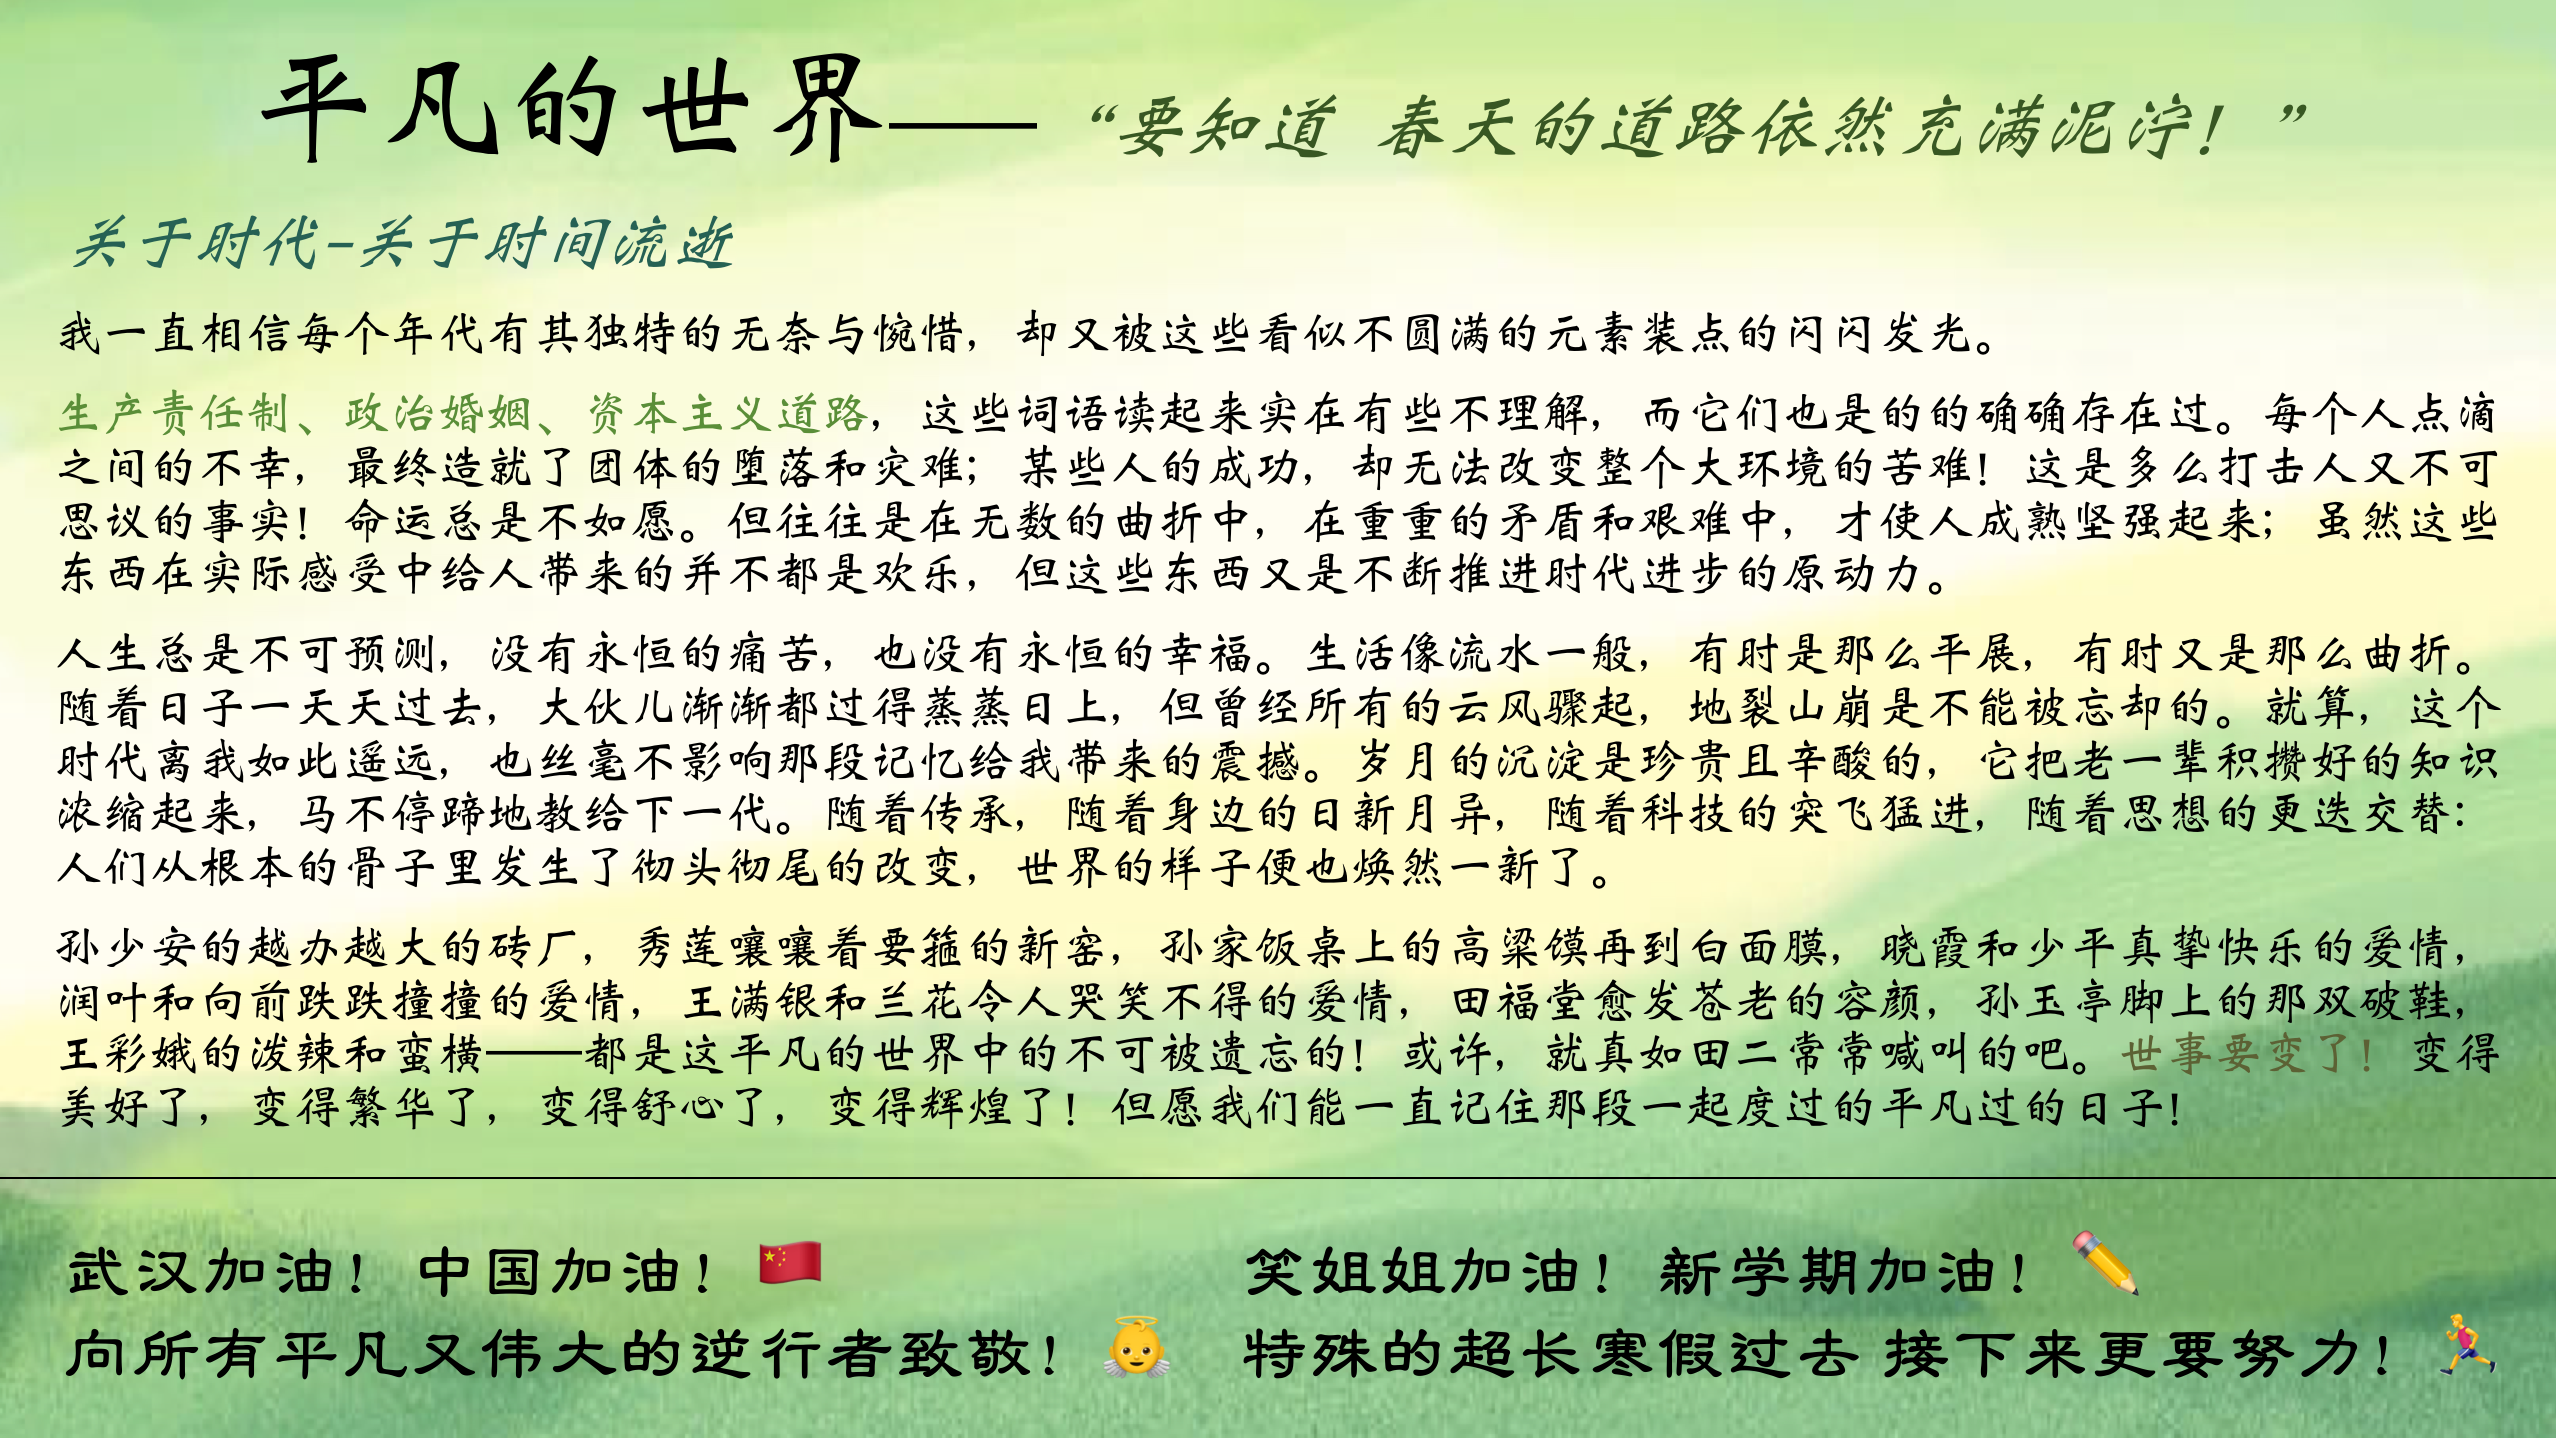 平凡的世界——“要知道 春天的道路依然充满泥泞！”
关于时代-关于时间流逝
我一直相信每个年代有其独特的无奈与惋惜，却又被这些看似不圆满的元素装点的闪闪发光。
生产责任制、政治婚姻、资本主义道路，这些词语读起来实在有些不理解，而它们也是的的确确存在过。每个人点滴
之间的不幸，最终造就了团体的堕落和灾难；某些人的成功，却无法改变整个大环境的苦难！这是多么打击人又不可
思议的事实！命运总是不如愿。但往往是在无数的曲折中，在重重的矛盾和艰难中，才使人成熟坚强起来；虽然这些
东西在实际感受中给人带来的并不都是欢乐，但这些东西又是不断推进时代进步的原动力。
人生总是不可预测，没有永恒的痛苦，也没有永恒的幸福。生活像流水一般，有时是那么平展，有时又是那么曲折。
随着日子一天天过去，大伙儿渐渐都过得蒸蒸日上，但曾经所有的云风骤起，地裂山崩是不能被忘却的。就算，这个
时代离我如此遥远，也丝毫不影响那段记忆给我带来的震撼。岁月的沉淀是珍贵且辛酸的，它把老一辈积攒好的知识
浓缩起来，马不停蹄地教给下一代。随着传承，随着身边的日新月异，随着科技的突飞猛进，随着思想的更迭交替：
人们从根本的骨子里发生了彻头彻尾的改变，世界的样子便也焕然一新了。
孙少安的越办越大的砖厂，秀莲嚷嚷着要箍的新窑，孙家饭桌上的高粱馍再到白面膜，晓霞和少平真挚快乐的爱情，
润叶和向前跌跌撞撞的爱情，王满银和兰花令人哭笑不得的爱情，田福堂愈发苍老的容颜，孙玉亭脚上的那双破鞋，
王彩娥的泼辣和蛮横——都是这平凡的世界中的不可被遗忘的！或许，就真如田二常常喊叫的吧。世事要变了！变得
美好了，变得繁华了，变得舒心了，变得辉煌了！但愿我们能一直记住那段一起度过的平凡过的日子！
武汉加油！中国加油！🇨🇳
向所有平凡又伟大的逆行者致敬！👼
笑姐姐加油！新学期加油！✏️
特殊的超长寒假过去 接下来更要努力！🏃